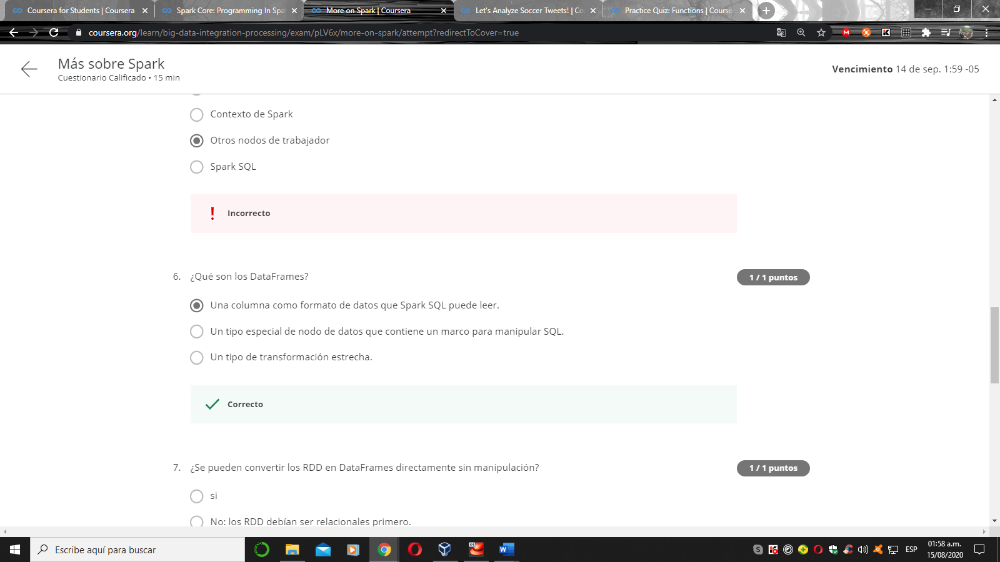 Coursera for Students | Coursera
Spark Core: Programming In Spa
More on Spark | Coursera
Let's Analyze Soccer Tweets! | Co
Practice Quiz: Functions | Course
coursera.org/learn/big-data-integration-processing/exam/pLV6x/more-on-spark/attempt?redirectToCover=true
Más sobre Spark
Cuestionario Calificado • 15 min
Vencimiento 14 de sep. 1:59 -05
Contexto de Spark
Otros nodos de trabajador
Spark SQL
! Incorrecto
6. ¿Qué son los DataFrames?
1 / 1 puntos
Una columna como formato de datos que Spark SQL puede leer.
Un tipo especial de nodo de datos que contiene un marco para manipular SQL.
Un tipo de transformación estrecha.
Correcto
7. ¿Se pueden convertir los RDD en DataFrames directamente sin manipulación?
1 / 1 puntos
si
No: los RDD debían ser relacionales primero.
Escribe aquí para buscar
ESP
01:58 a.m.
15/08/2020